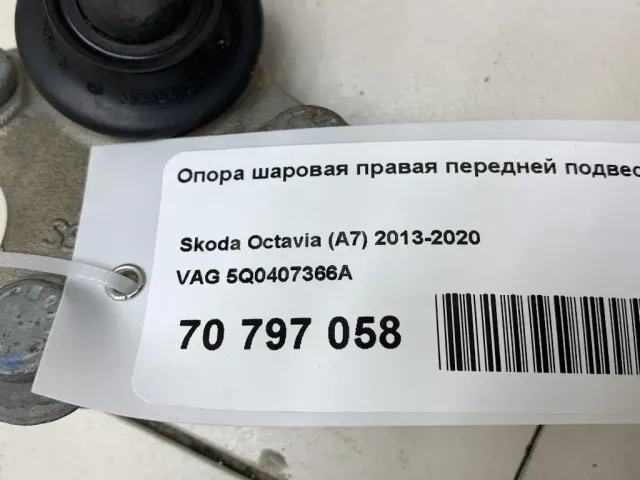 Опора шаровая правая передней подвес
Skoda Octavia (A7) 2013-2020
VAG 5Q0407366A
70 797 058